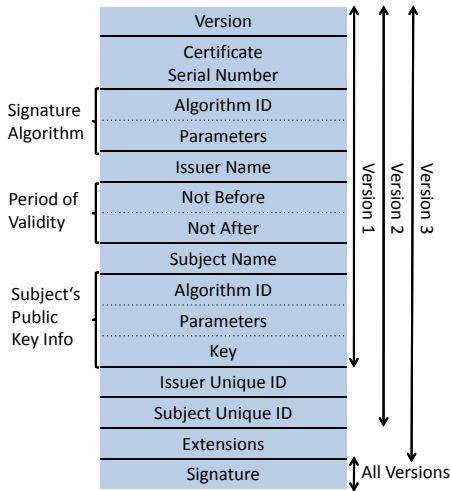 Version
Certificate
Serial Number
Signature
Algorithm
Algorithm ID
Parameters
Issuer Name
Period of
Validity
Not Before
Not After
Subject Name
Subject's
Public
Key Info
Algorithm ID
Parameters
Key
Issuer Unique ID
Subject Unique ID
Extensions
Signature
Version 1
Version 2
Version 3
All Versions